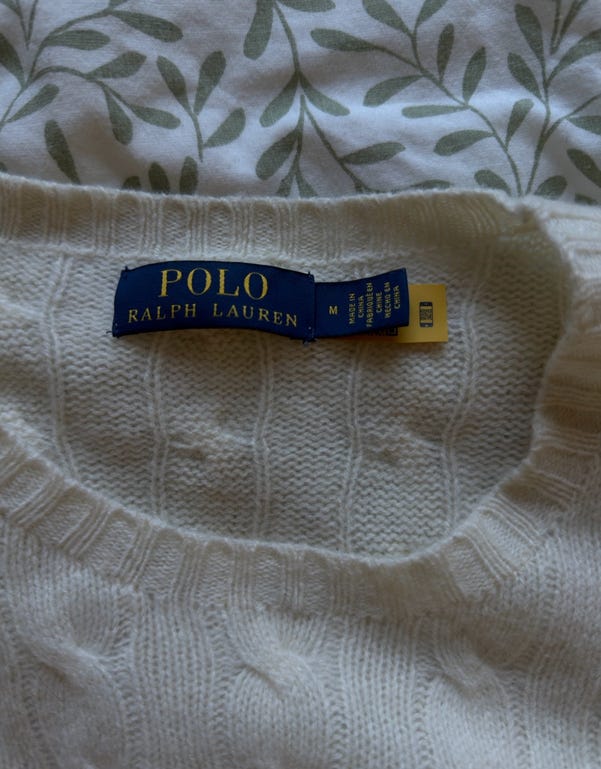 POLO
RALPH LAUREN
M
MADE IN
CHINA
FABRIQUÉ EN
CHINE
HECHO EN
CHINA